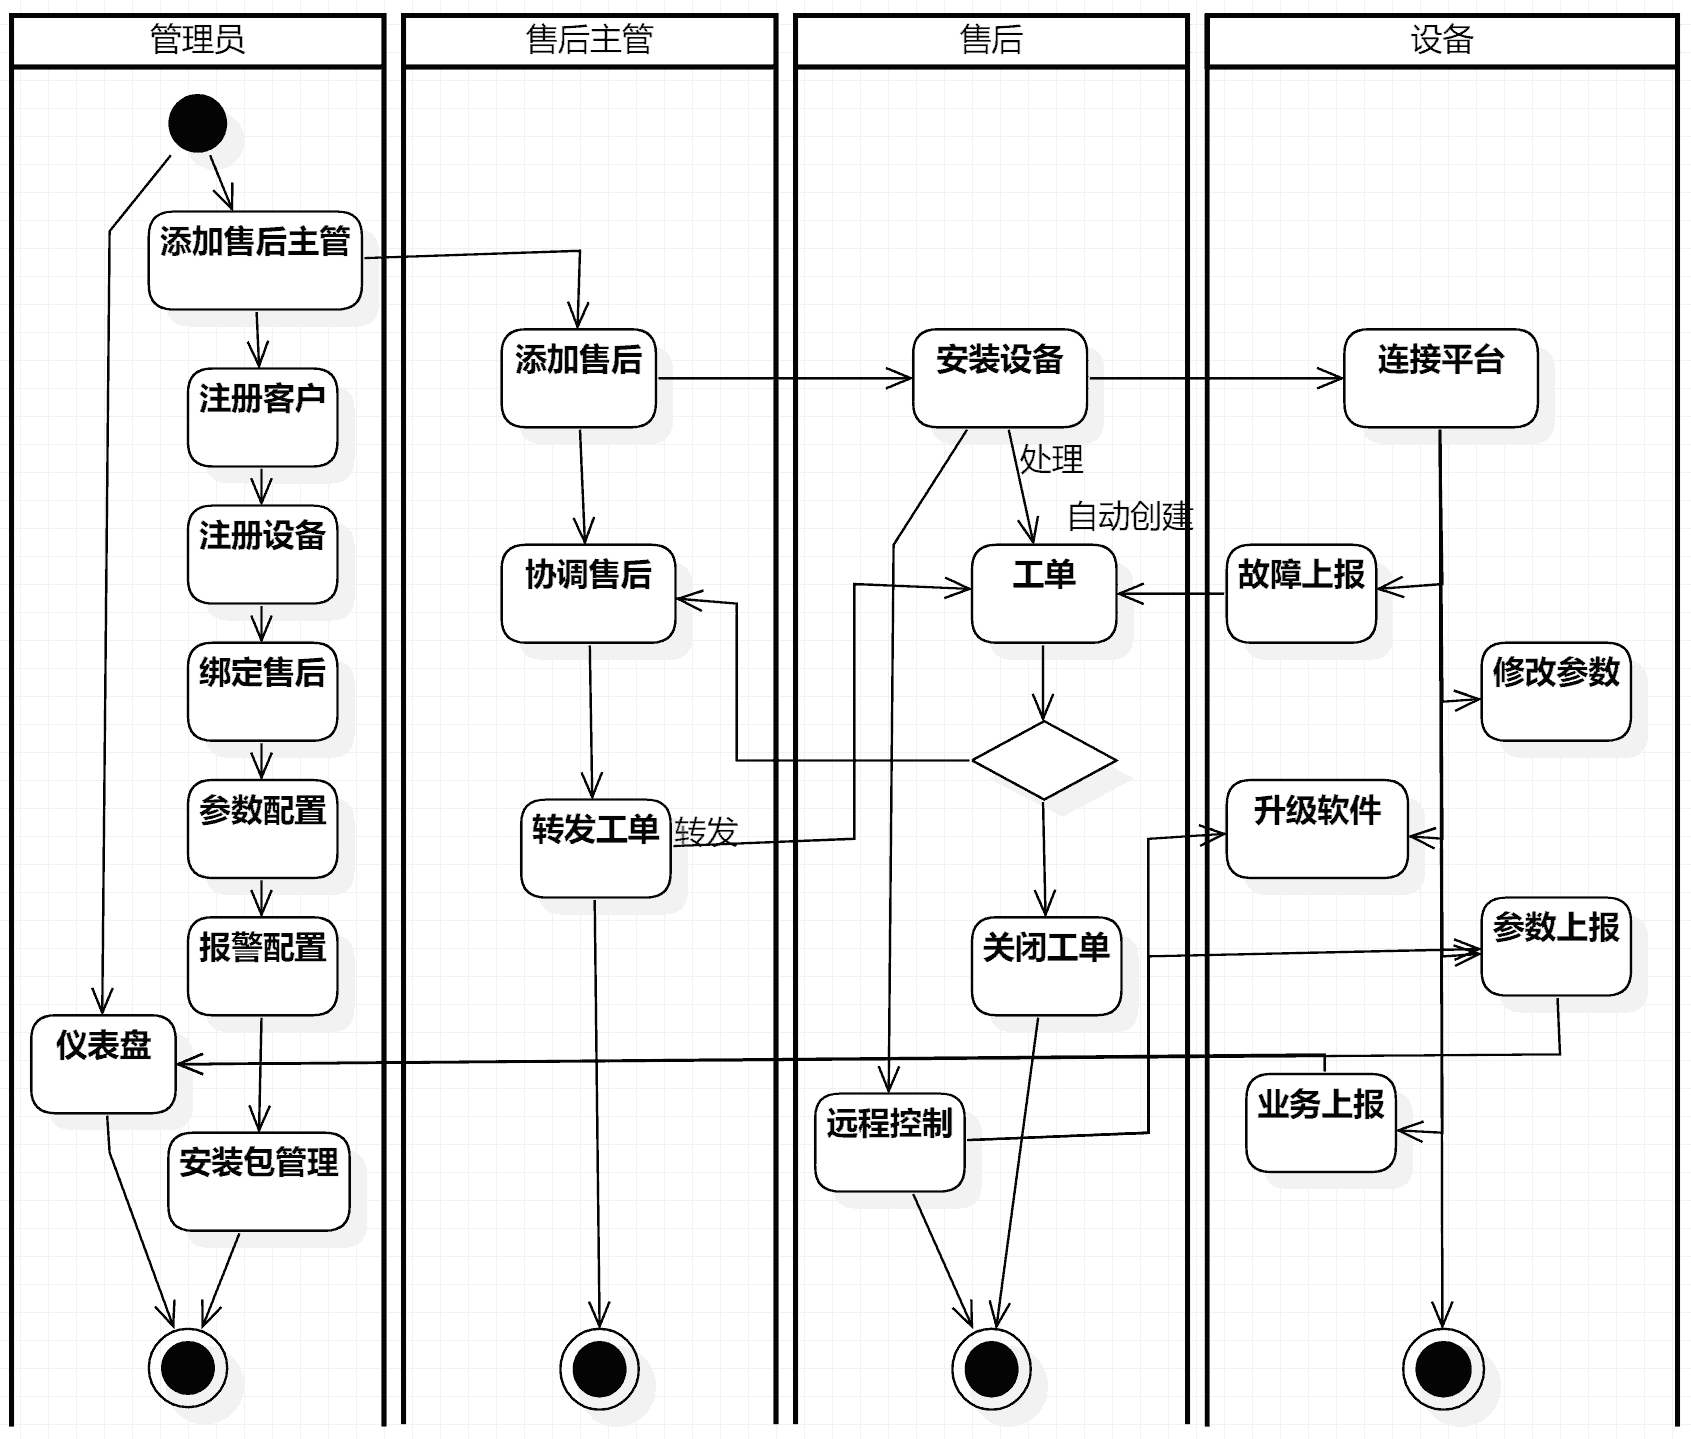 管理员
售后主管
售后
设备
添加售后主管
添加售后
安装设备
连接平台
注册客户
处理
自动创建
注册设备
协调售后
工单
故障上报
绑定售后
修改参数
参数配置
转发工单
转发
升级软件
报警配置
关闭工单
参数上报
仪表盘
远程控制
业务上报
安装包管理